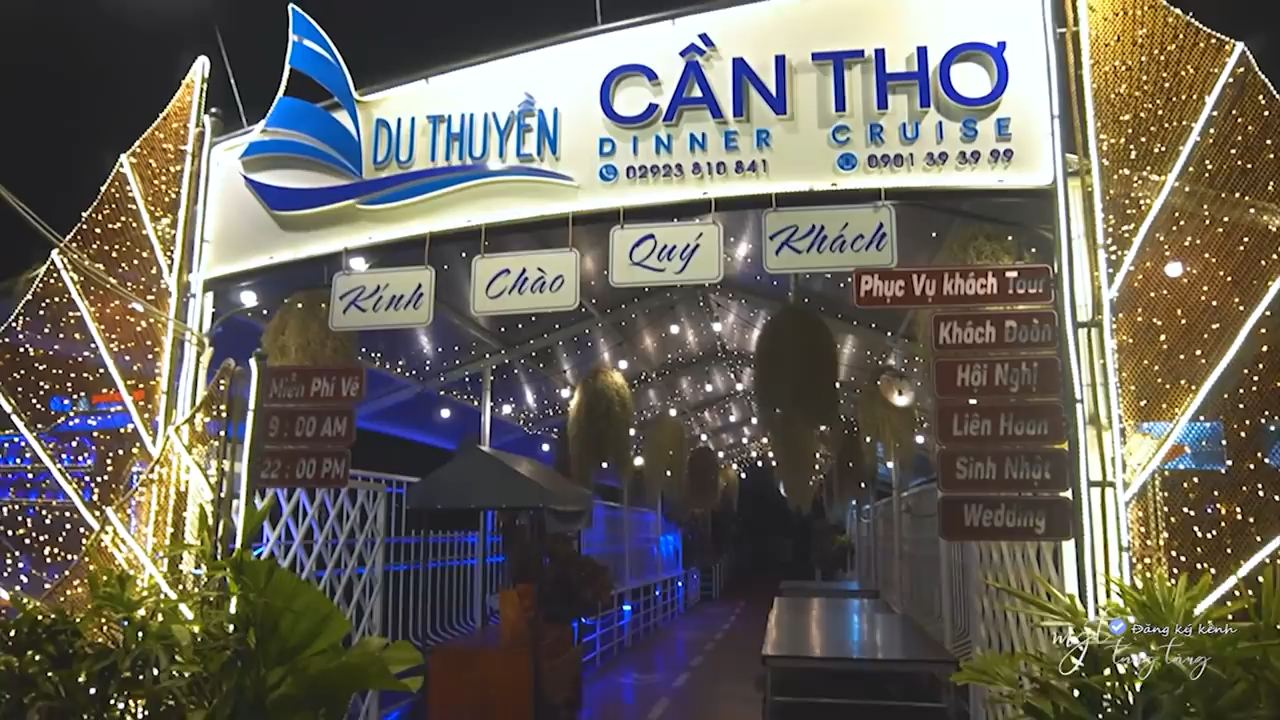 DU THUYỀN
CẦN THƠ
DINNER CRUISE
02923 810 841
0901 39 39 99
Kính Chào Quý Khách
Miễn Phí Vé
9 : 00 AM
22 : 00 PM
Phục Vụ khách Tour
Khách Đoàn
Hội Nghị
Liên Hoan
Sinh Nhật
Wedding
Đăng ký kênh